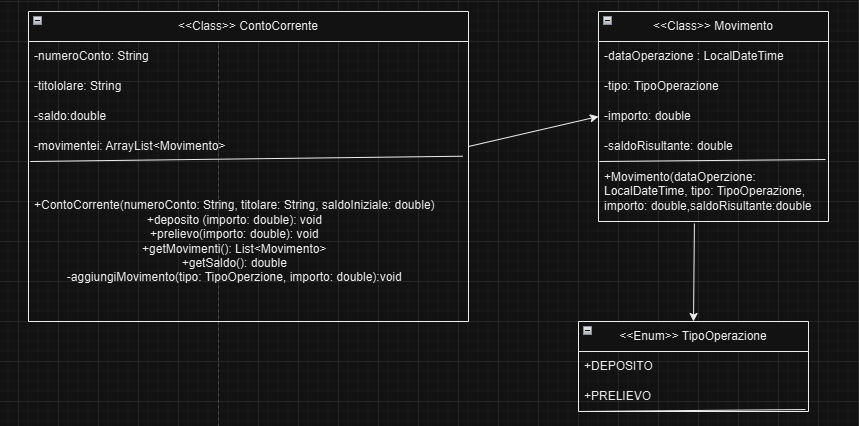 <<Class>> ContoCorrente
-numeroConto: String
-titololare: String
-saldo:double
-movimentei: ArrayList<Movimento>
+ContoCorrente(numeroConto: String, titolare: String, saldoIniziale: double)
+deposito (importo: double): void
+prelievo(importo: double): void
+getMovimenti(): List<Movimento>
+getSaldo(): double
-aggiungiMovimento(tipo: TipoOperzione, importo: double):void
<<Class>> Movimento
-dataOperazione : LocalDateTime
-tipo: TipoOperazione
-importo: double
-saldoRisultante: double
+Movimento(dataOperzione:
LocalDateTime, tipo: TipoOperazione,
importo: double,saldoRisultante:double
<<Enum>> TipoOperazione
+DEPOSITO
+PRELIEVO